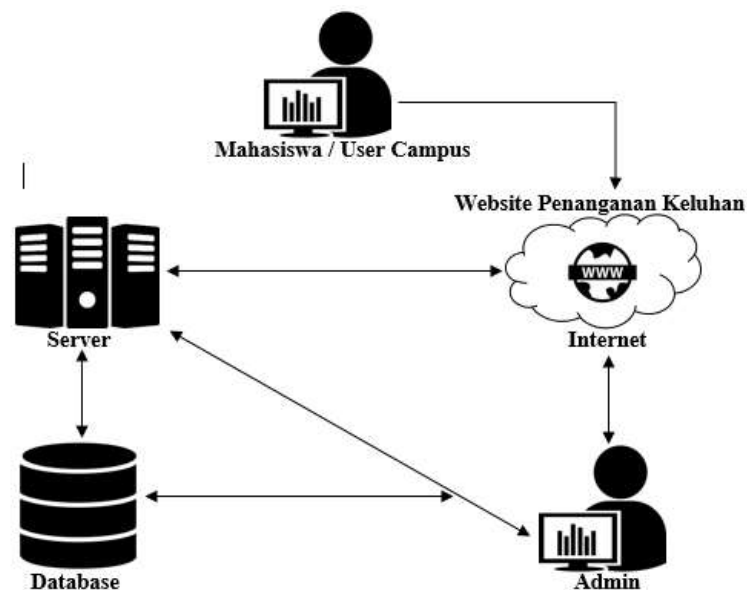 Mahasiswa / User Campus
Website Penanganan Keluhan
WWW
Server
Internet
Database
Admin